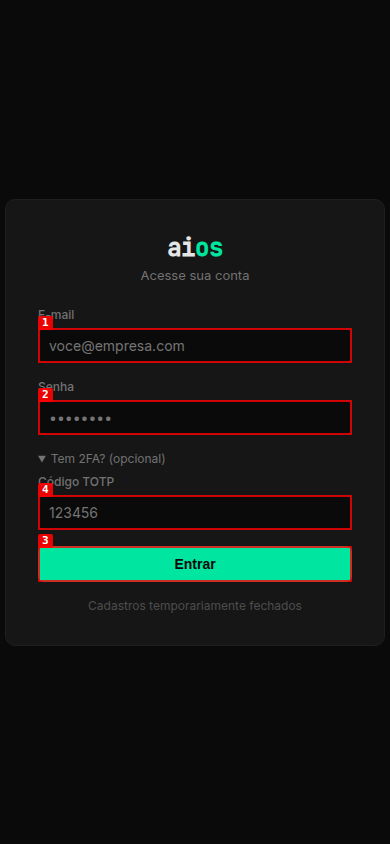 aios
Acesse sua conta
E-mail
1
voce@empresa.com
Senha
2
••••••••
▼ Tem 2FA? (opcional)
Código TOTP
4
123456
3
Entrar
Cadastros temporariamente fechados